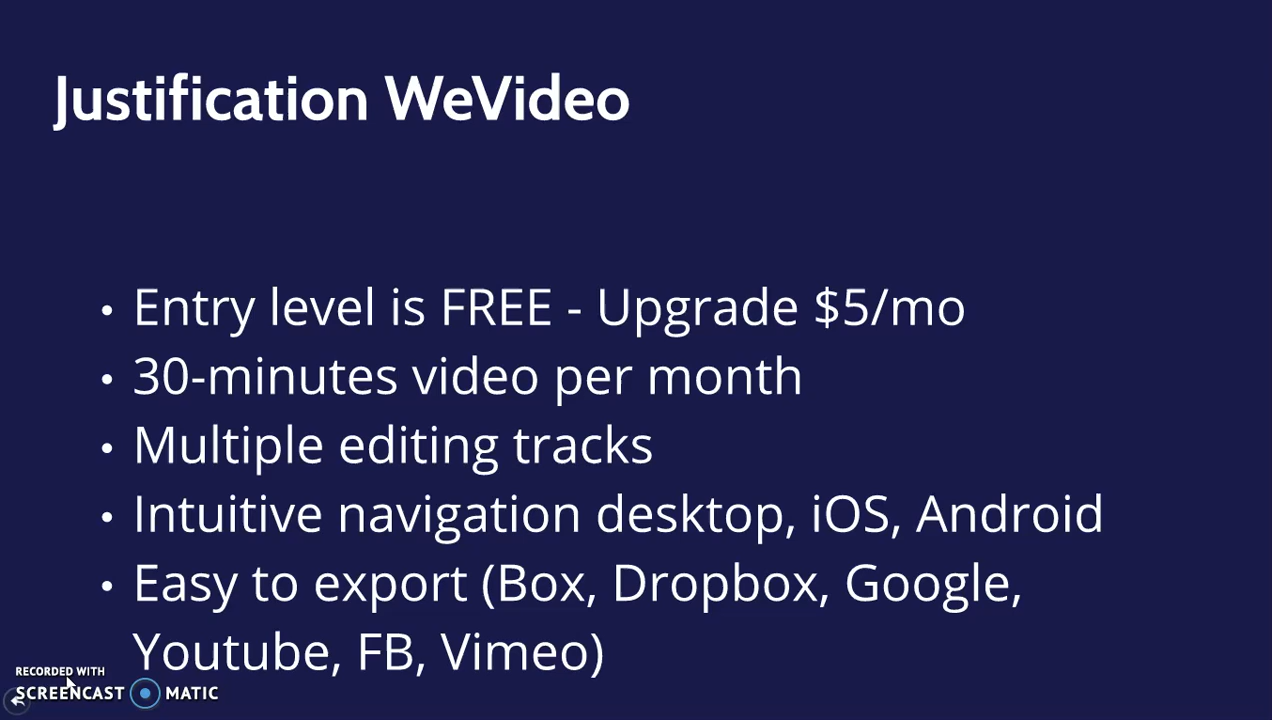 Justification WeVideo
• Entry level is FREE - Upgrade $5/mo
• 30-minutes video per month
• Multiple editing tracks
• Intuitive navigation desktop, iOS, Android
• Easy to export (Box, Dropbox, Google,
Youtube, FB, Vimeo)
RECORDED WITH
SCREENCAST MATIC